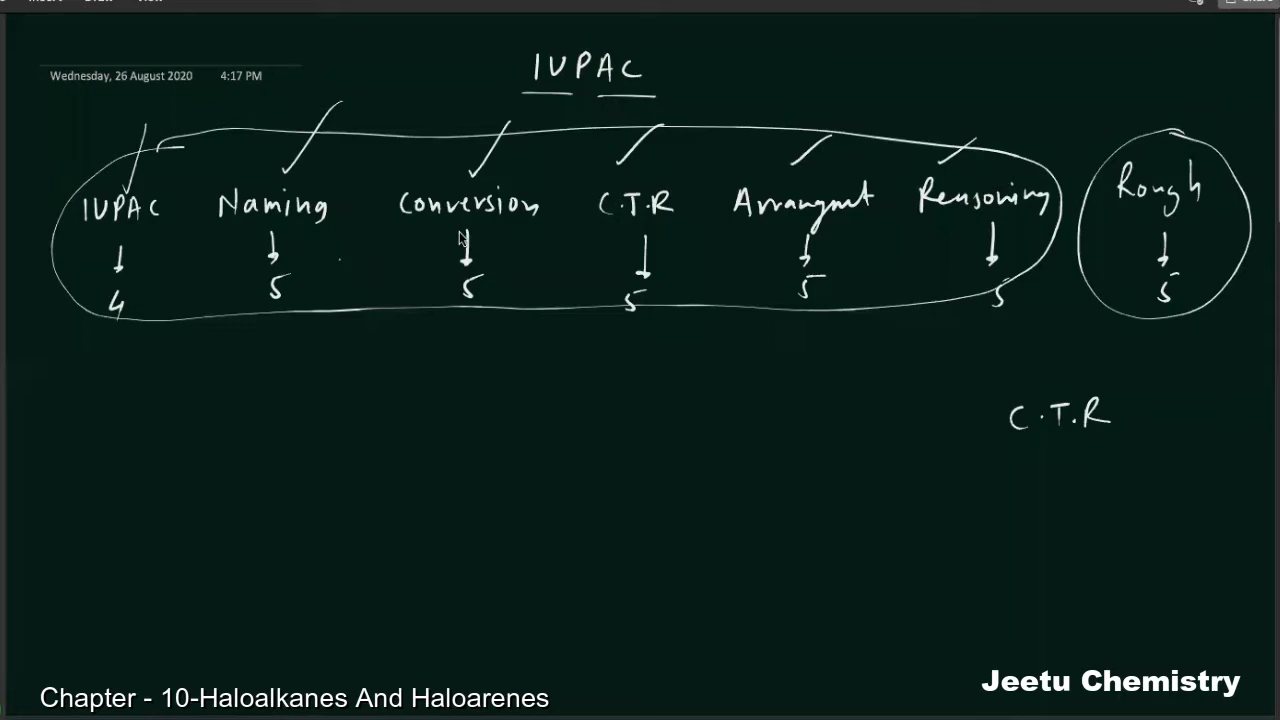 Wednesday, 26 August 2020 4:17 PM
IUPAC
IUPAC Naming Conversion C.T.R Arrangmt Reasoning Rough
4 5 5 5 5 5 5
C.T.R
Jeetu Chemistry
Chapter - 10-Haloalkanes And Haloarenes